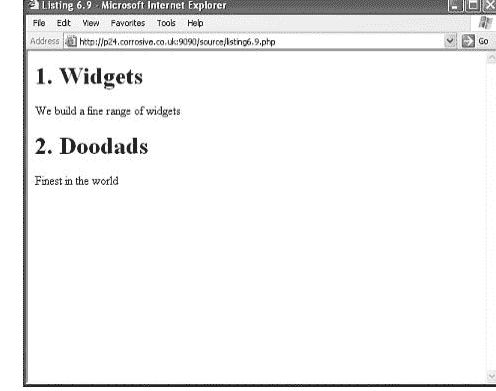 Listing 6.9 - Microsoft Internet Explorer
File Edit View Favorites Tools Help
Address http://p24.corrosive.co.uk:9090/source/listing6.9.php Go
1. Widgets
We build a fine range of widgets
2. Doodads
Finest in the world